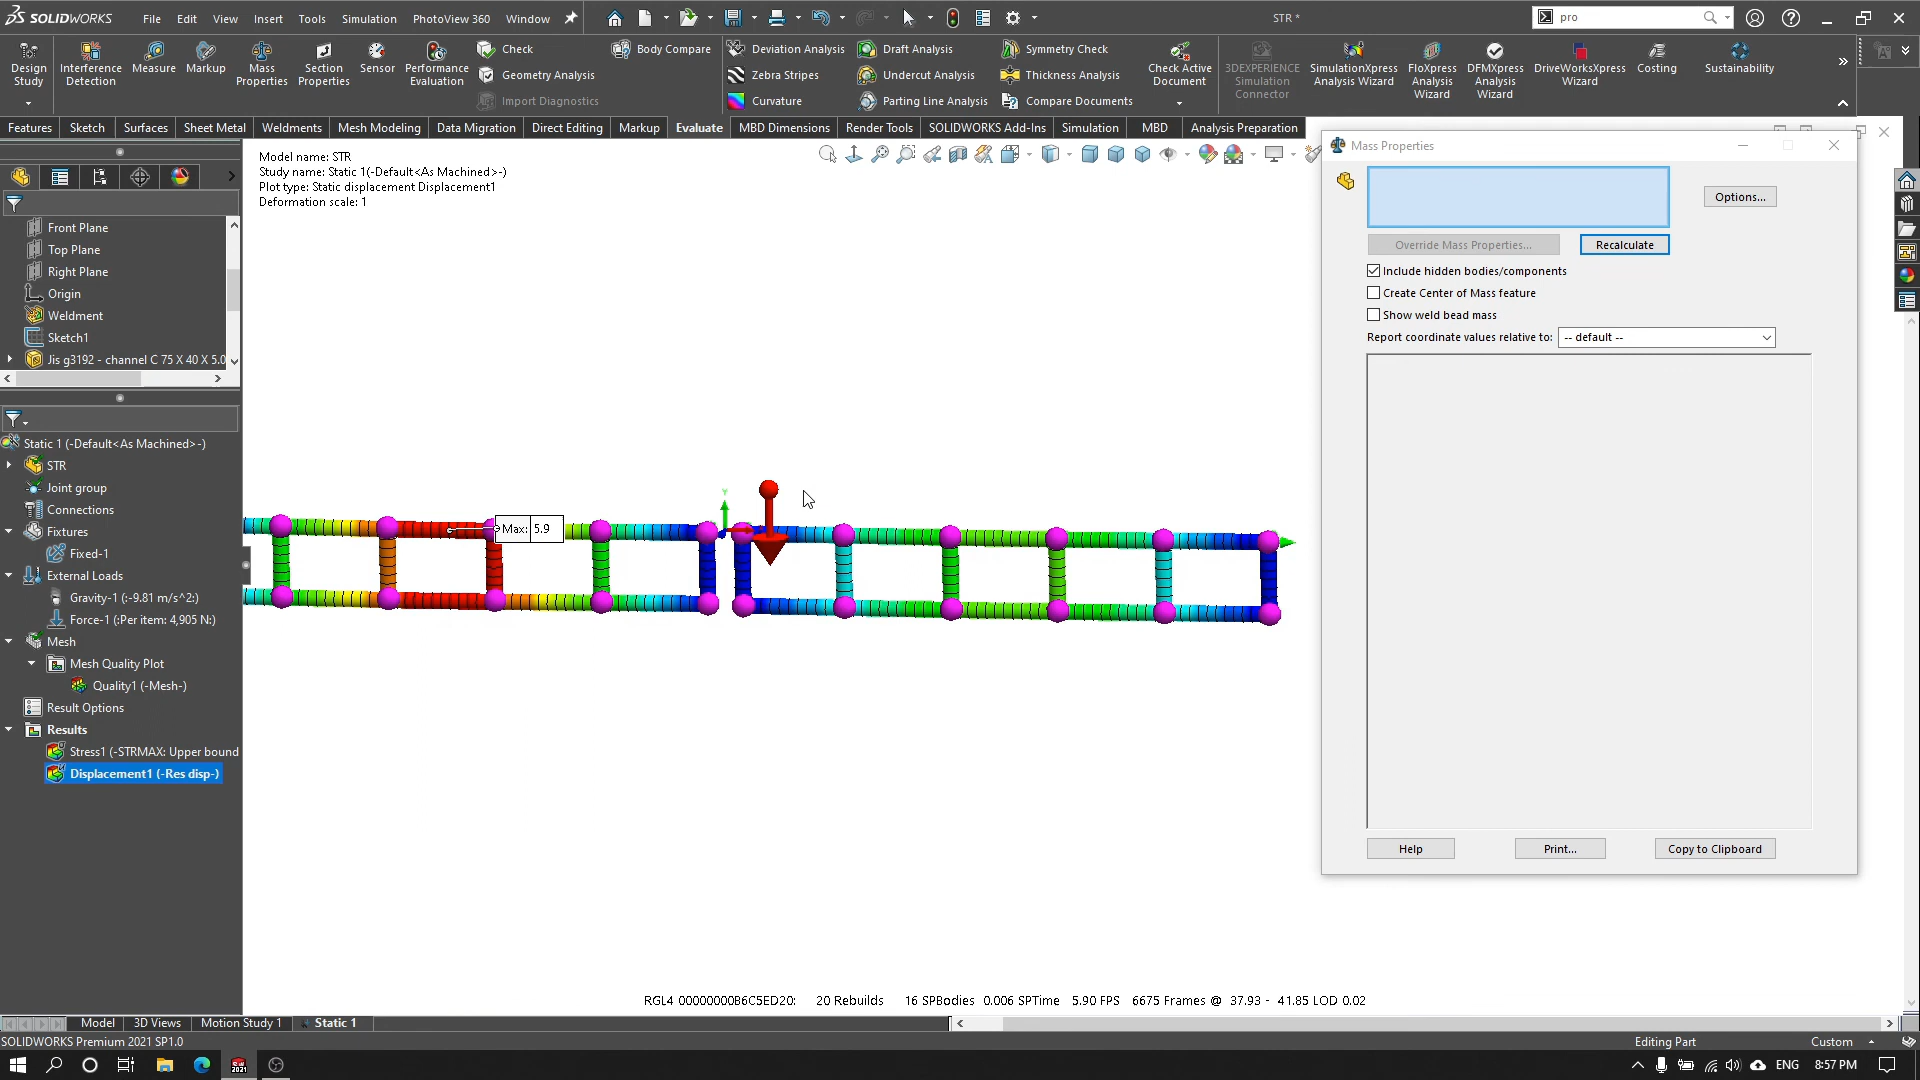 SOLIDWORKS File Edit View Insert Tools Simulation PhotoView 360 Window STR * pro
Design Study
Interference Detection
Measure
Markup
Mass Properties
Section Properties
Sensor
Performance Evaluation
Check
Geometry Analysis
Import Diagnostics
Body Compare
Deviation Analysis
Zebra Stripes
Curvature
Draft Analysis
Undercut Analysis
Parting Line Analysis
Symmetry Check
Thickness Analysis
Compare Documents
Check Active Document
3DEXPERIENCE Simulation Connector
SimulationXpress Analysis Wizard
FloXpress Analysis Wizard
DFMXpress Analysis Wizard
DriveWorksXpress Wizard
Costing
Sustainability
Features Sketch Surfaces Sheet Metal Weldments Mesh Modeling Data Migration Direct Editing Markup Evaluate MBD Dimensions Render Tools SOLIDWORKS Add-Ins Simulation MBD Analysis Preparation
Model name: STR
Study name: Static 1(-Default<As Machined>-)
Plot type: Static displacement Displacement1
Deformation scale: 1
Front Plane
Top Plane
Right Plane
Origin
Weldment
Sketch1
Jis g3192 - channel C 75 X 40 X 5.0
Static 1 (-Default<As Machined>-)
STR
Joint group
Connections
Fixtures
Fixed-1
External Loads
Gravity-1 (:-9.81 m/s^2:)
Force-1 (:Per item: 4,905 N:)
Mesh
Mesh Quality Plot
Quality1 (-Mesh-)
Result Options
Results
Stress1 (-STRMAX: Upper bound
Displacement1 (-Res disp-)
Max: 5.9
Y
Mass Properties
Options...
Override Mass Properties...
Recalculate
Include hidden bodies/components
Create Center of Mass feature
Show weld bead mass
Report coordinate values relative to: -- default --
Help
Print...
Copy to Clipboard
RGL4 00000000B6C5ED20: 20 Rebuilds 16 SPBodies 0.006 SPTime 5.90 FPS 6675 Frames @ 37.93 - 41.85 LOD 0.02
Model 3D Views Motion Study 1 Static 1
SOLIDWORKS Premium 2021 SP1.0
Editing Part
Custom
2021
ENG
8:57 PM